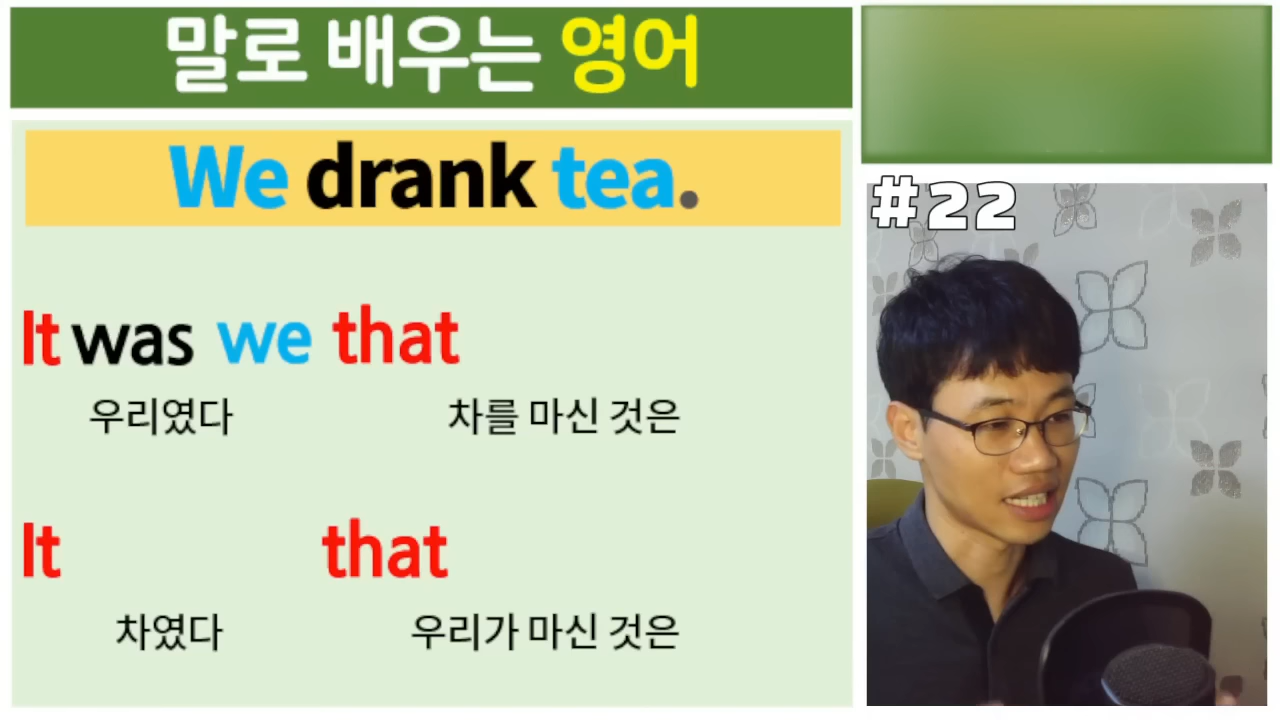 말로 배우는 영어
We drank tea.
#22
It was we that
우리였다 차를 마신 것은
It that
차였다 우리가 마신 것은